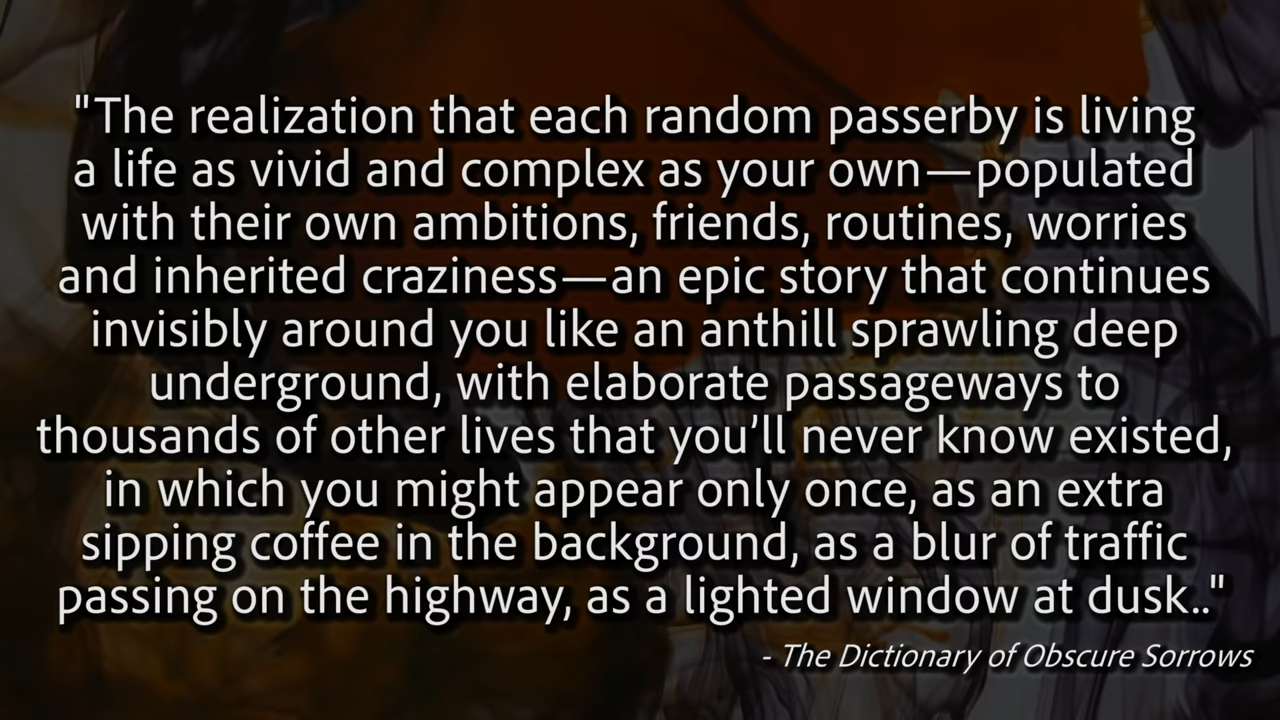 "The realization that each random passerby is living
a life as vivid and complex as your own—populated
with their own ambitions, friends, routines, worries
and inherited craziness—an epic story that continues
invisibly around you like an anthill sprawling deep
underground, with elaborate passageways to
thousands of other lives that you’ll never know existed,
in which you might appear only once, as an extra
sipping coffee in the background, as a blur of traffic
passing on the highway, as a lighted window at dusk.."
- The Dictionary of Obscure Sorrows